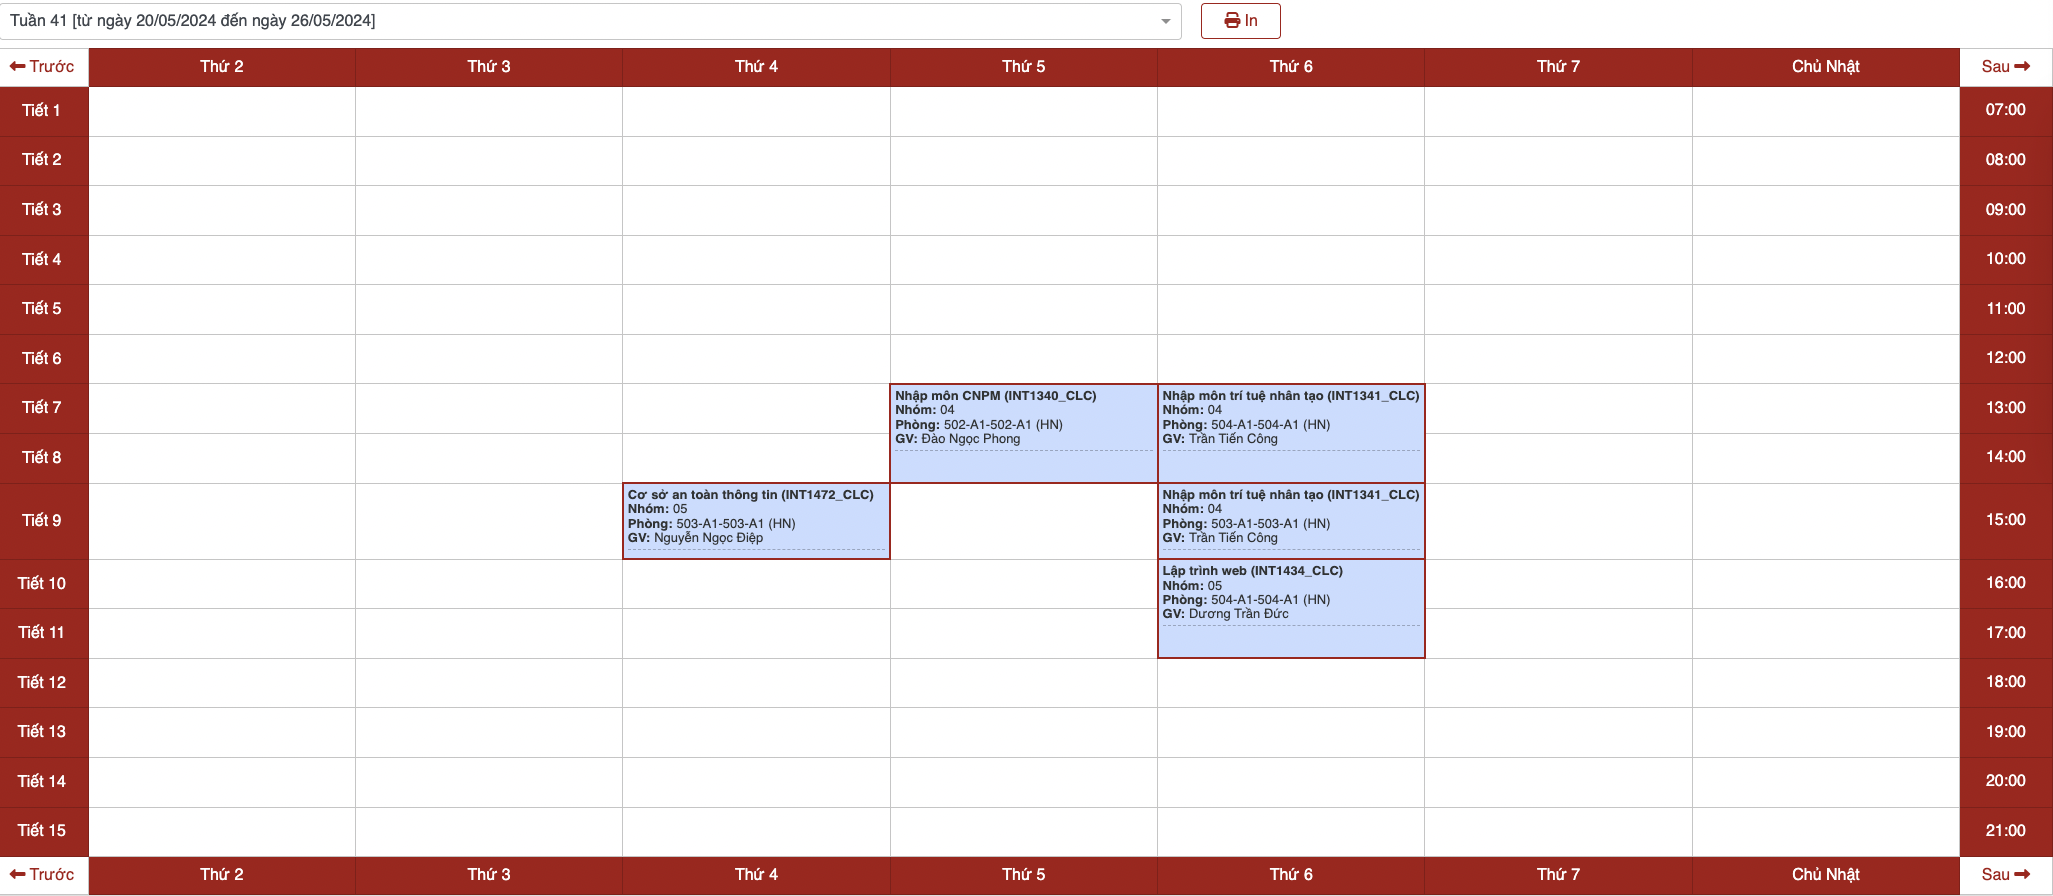 Tuần 41 [từ ngày 20/05/2024 đến ngày 26/05/2024]
In
Trước Thứ 2 Thứ 3 Thứ 4 Thứ 5 Thứ 6 Thứ 7 Chủ Nhật Sau
Tiết 1 07:00
Tiết 2 08:00
Tiết 3 09:00
Tiết 4 10:00
Tiết 5 11:00
Tiết 6 12:00
Tiết 7 13:00
Nhập môn CNPM (INT1340_CLC)
Nhóm: 04
Phòng: 502-A1-502-A1 (HN)
GV: Đào Ngọc Phong
Nhập môn trí tuệ nhân tạo (INT1341_CLC)
Nhóm: 04
Phòng: 504-A1-504-A1 (HN)
GV: Trần Tiến Công
Tiết 8 14:00
Tiết 9 15:00
Cơ sở an toàn thông tin (INT1472_CLC)
Nhóm: 05
Phòng: 503-A1-503-A1 (HN)
GV: Nguyễn Ngọc Điệp
Nhập môn trí tuệ nhân tạo (INT1341_CLC)
Nhóm: 04
Phòng: 503-A1-503-A1 (HN)
GV: Trần Tiến Công
Tiết 10 16:00
Lập trình web (INT1434_CLC)
Nhóm: 05
Phòng: 504-A1-504-A1 (HN)
GV: Dương Trần Đức
Tiết 11 17:00
Tiết 12 18:00
Tiết 13 19:00
Tiết 14 20:00
Tiết 15 21:00
Trước Thứ 2 Thứ 3 Thứ 4 Thứ 5 Thứ 6 Thứ 7 Chủ Nhật Sau